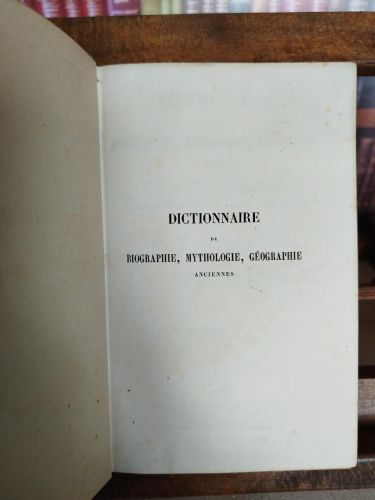 DICTIONNAIRE
DE
BIOGRAPHIE, MYTHOLOGIE, GÉOGRAPHIE
ANCIENNES